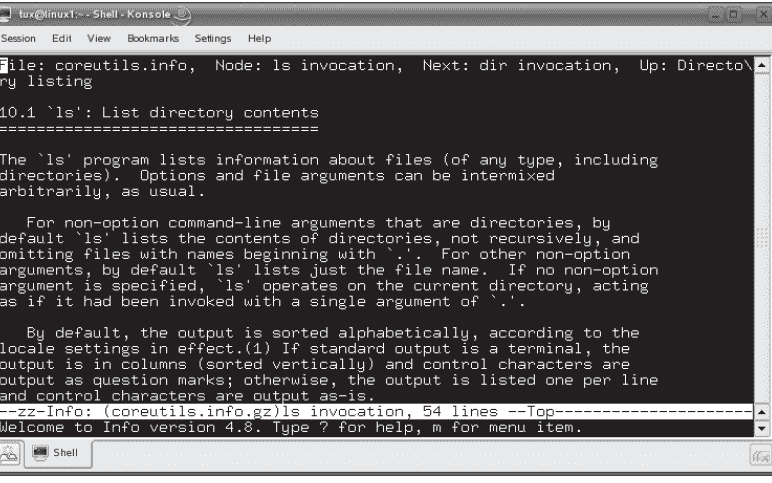 tux@linux1:~ - Shell - Konsole
Session Edit View Bookmarks Settings Help
File: coreutils.info, Node: ls invocation, Next: dir invocation, Up: Directo\
ry listing
10.1 `ls': List directory contents
==================================
The `ls' program lists information about files (of any type, including
directories). Options and file arguments can be intermixed
arbitrarily, as usual.
For non-option command-line arguments that are directories, by
default `ls' lists the contents of directories, not recursively, and
omitting files with names beginning with `.'. For other non-option
arguments, by default `ls' lists just the file name. If no non-option
argument is specified, `ls' operates on the current directory, acting
as if it had been invoked with a single argument of `.'.
By default, the output is sorted alphabetically, according to the
locale settings in effect.(1) If standard output is a terminal, the
output is in columns (sorted vertically) and control characters are
output as question marks; otherwise, the output is listed one per line
and control characters are output as-is.
--zz-Info: (coreutils.info.gz)ls invocation, 54 lines --Top---------------------
Welcome to Info version 4.8. Type ? for help, m for menu item.
Shell